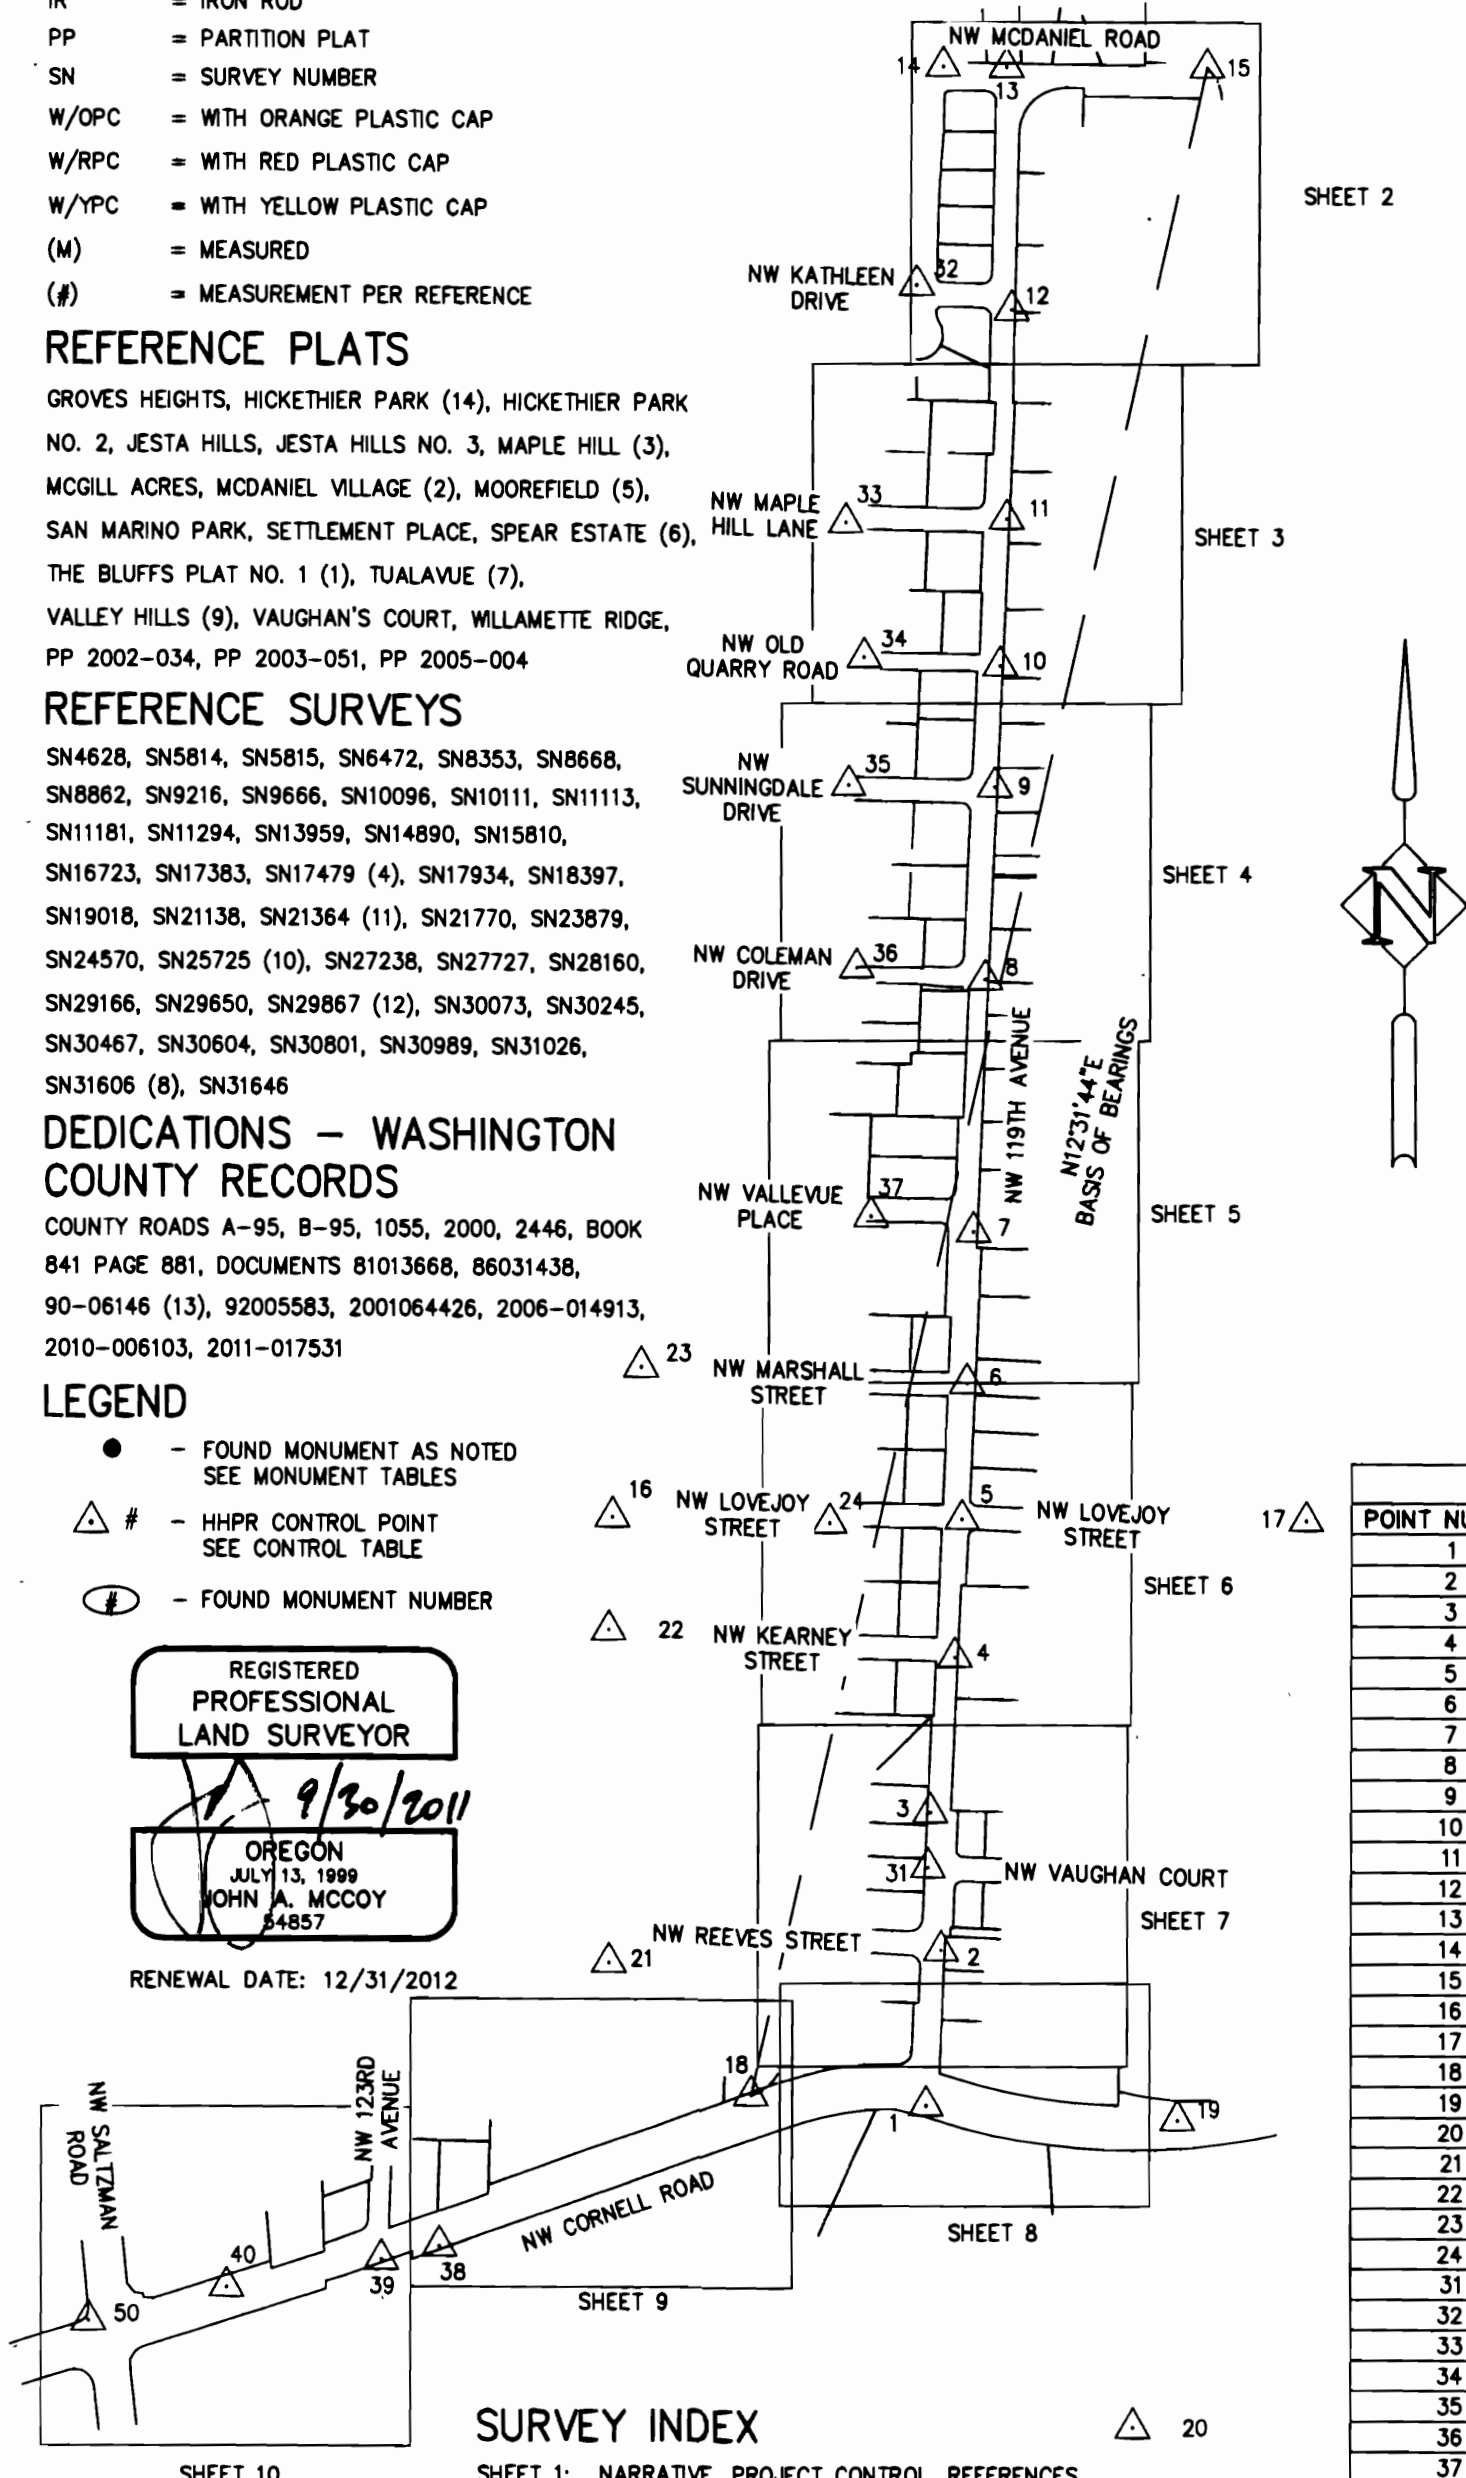 IR = IRON ROD
PP = PARTITION PLAT
SN = SURVEY NUMBER
W/OPC = WITH ORANGE PLASTIC CAP
W/RPC = WITH RED PLASTIC CAP
W/YPC = WITH YELLOW PLASTIC CAP
(M) = MEASURED
(#) = MEASUREMENT PER REFERENCE
REFERENCE PLATS
GROVES HEIGHTS, HICKETHIER PARK (14), HICKETHIER PARK
NO. 2, JESTA HILLS, JESTA HILLS NO. 3, MAPLE HILL (3),
MCGILL ACRES, MCDANIEL VILLAGE (2), MOOREFIELD (5),
SAN MARINO PARK, SETTLEMENT PLACE, SPEAR ESTATE (6),
THE BLUFFS PLAT NO. 1 (1), TUALAVUE (7),
VALLEY HILLS (9), VAUGHAN'S COURT, WILLAMETTE RIDGE,
PP 2002-034, PP 2003-051, PP 2005-004
REFERENCE SURVEYS
SN4628, SN5814, SN5815, SN6472, SN8353, SN8668,
SN8862, SN9216, SN9666, SN10096, SN10111, SN11113,
SN11181, SN11294, SN13959, SN14890, SN15810,
SN16723, SN17383, SN17479 (4), SN17934, SN18397,
SN19018, SN21138, SN21364 (11), SN21770, SN23879,
SN24570, SN25725 (10), SN27238, SN27727, SN28160,
SN29166, SN29650, SN29867 (12), SN30073, SN30245,
SN30467, SN30604, SN30801, SN30989, SN31026,
SN31606 (8), SN31646
DEDICATIONS - WASHINGTON
COUNTY RECORDS
COUNTY ROADS A-95, B-95, 1055, 2000, 2446, BOOK
841 PAGE 881, DOCUMENTS 81013668, 86031438,
90-06146 (13), 92005583, 2001064426, 2006-014913,
2010-006103, 2011-017531
LEGEND
- FOUND MONUMENT AS NOTED
SEE MONUMENT TABLES
# - HHPR CONTROL POINT
SEE CONTROL TABLE
# - FOUND MONUMENT NUMBER
REGISTERED
PROFESSIONAL
LAND SURVEYOR
9/30/2011
OREGON
JULY 13, 1999
JOHN A. MCCOY
54857
RENEWAL DATE: 12/31/2012
NW MCDANIEL ROAD
14
13
15
SHEET 2
NW KATHLEEN
DRIVE
32
12
NW MAPLE
HILL LANE
33
11
SHEET 3
NW OLD
QUARRY ROAD
34
10
NW
SUNNINGDALE
DRIVE
35
9
SHEET 4
NW COLEMAN
DRIVE
36
8
N
NW 119TH AVENUE
N12°31'44"E
BASIS OF BEARINGS
NW VALLEVUE
PLACE
37
7
SHEET 5
23
NW MARSHALL
STREET
6
16
NW LOVEJOY
STREET
24
5
NW LOVEJOY
STREET
17
SHEET 6
22
NW KEARNEY
STREET
4
3
31
NW VAUGHAN COURT
SHEET 7
21
NW REEVES STREET
2
18
1
19
SHEET 8
NW SALTZMAN
ROAD
NW 123RD
AVENUE
NW CORNELL ROAD
40
39
38
50
SHEET 9
SHEET 10
20
SURVEY INDEX
SHEET 1: NARRATIVE, PROJECT CONTROL, REFERENCES
POINT NU
1
2
3
4
5
6
7
8
9
10
11
12
13
14
15
16
17
18
19
20
21
22
23
24
31
32
33
34
35
36
37